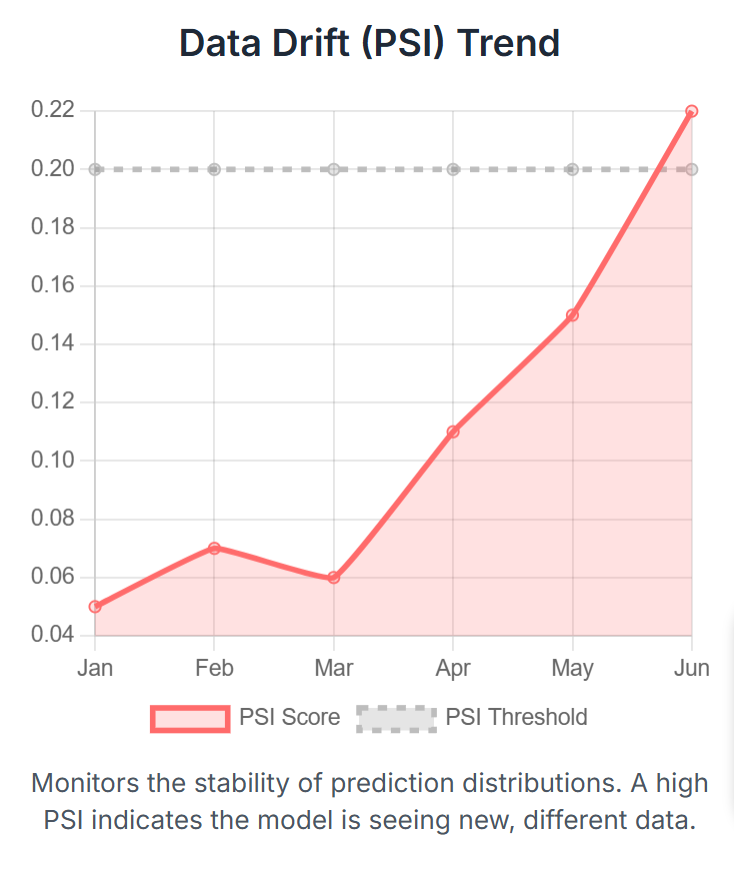 Data Drift (PSI) Trend
0.22
0.20
0.18
0.16
0.14
0.12
0.10
0.08
0.06
0.04
Jan Feb Mar Apr May Jun
PSI Score PSI Threshold
Monitors the stability of prediction distributions. A high
PSI indicates the model is seeing new, different data.